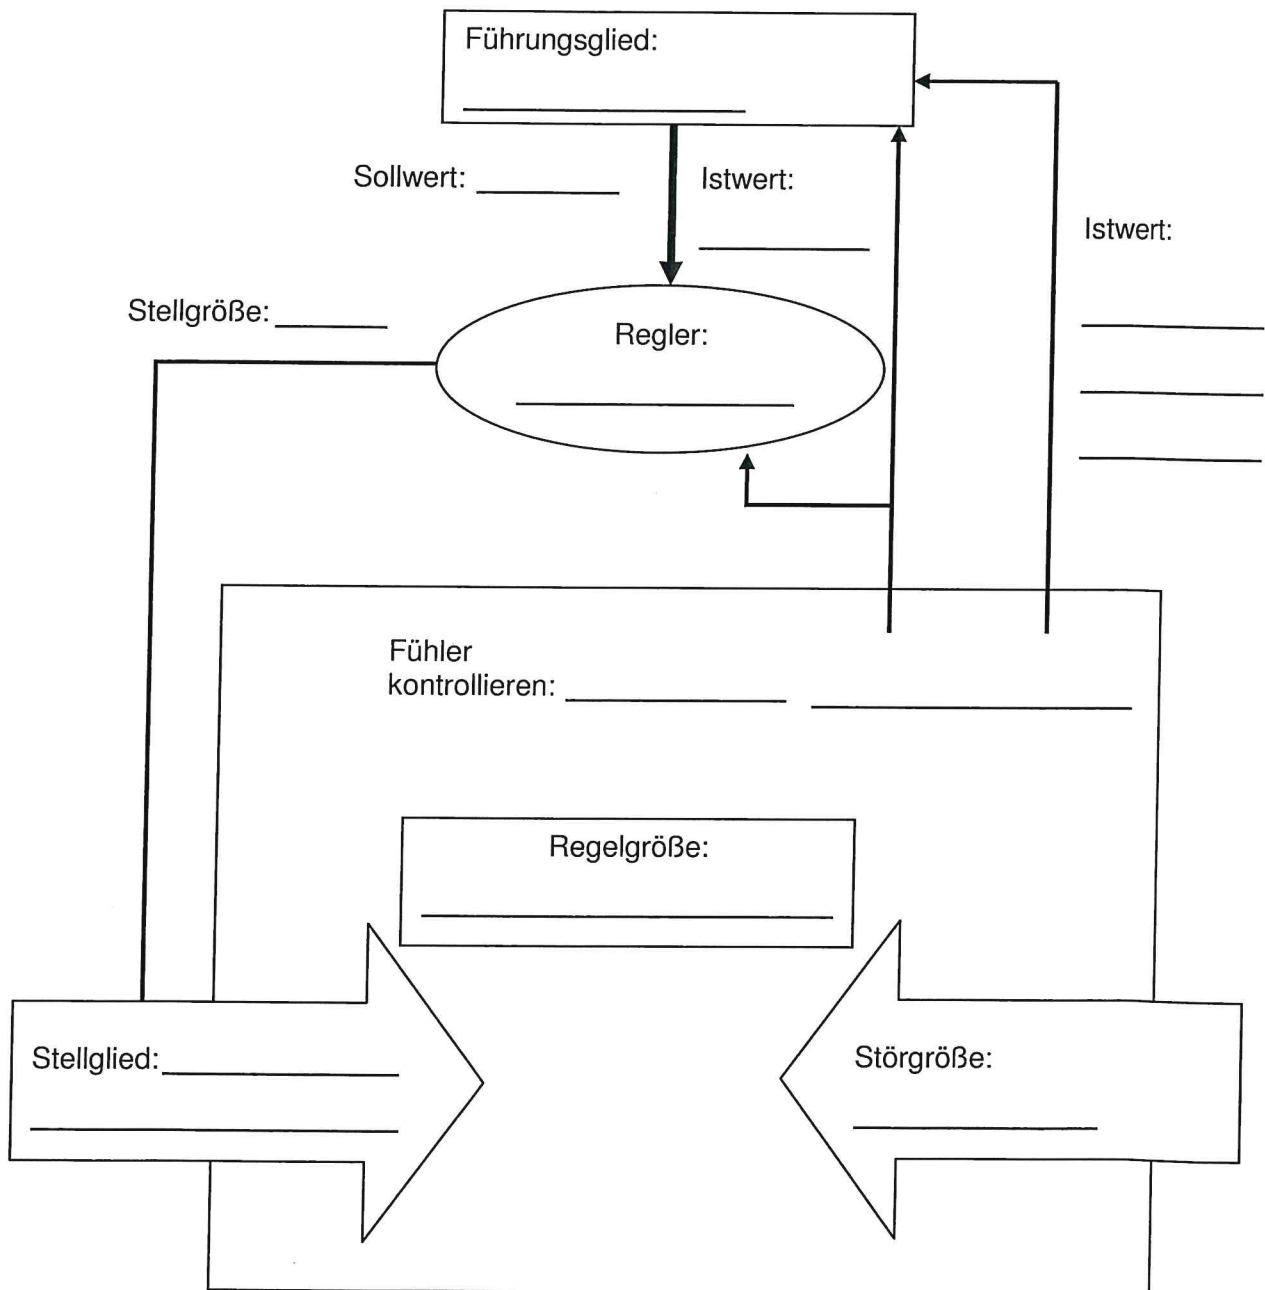 Führungsglied:
Sollwert:
Istwert:
Istwert:
Stellgröße:
Regler:
Fühler
kontrollieren:
Regelgröße:
Stellglied:
Störgröße: